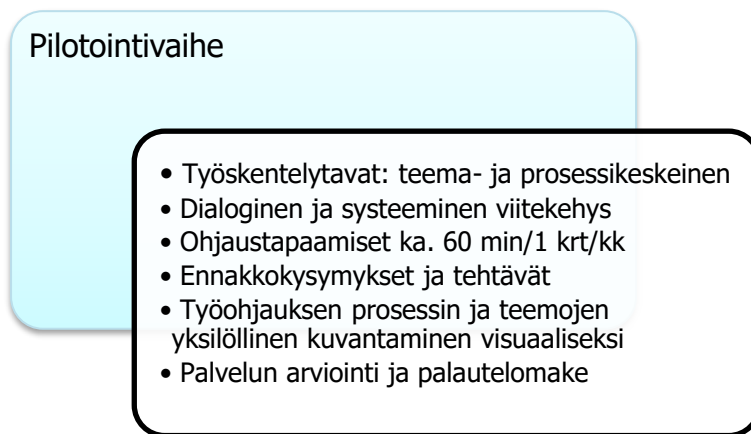 Pilotointivaihe
• Työskentelytavat: teema- ja prosessikeskeinen
• Dialoginen ja systeeminen viitekehys
• Ohjaustapaamiset ka. 60 min/1 krt/kk
• Ennakkokysymykset ja tehtävät
• Työohjauksen prosessin ja teemojen
yksilöllinen kuvantaminen visuaaliseksi
• Palvelun arviointi ja palautelomake